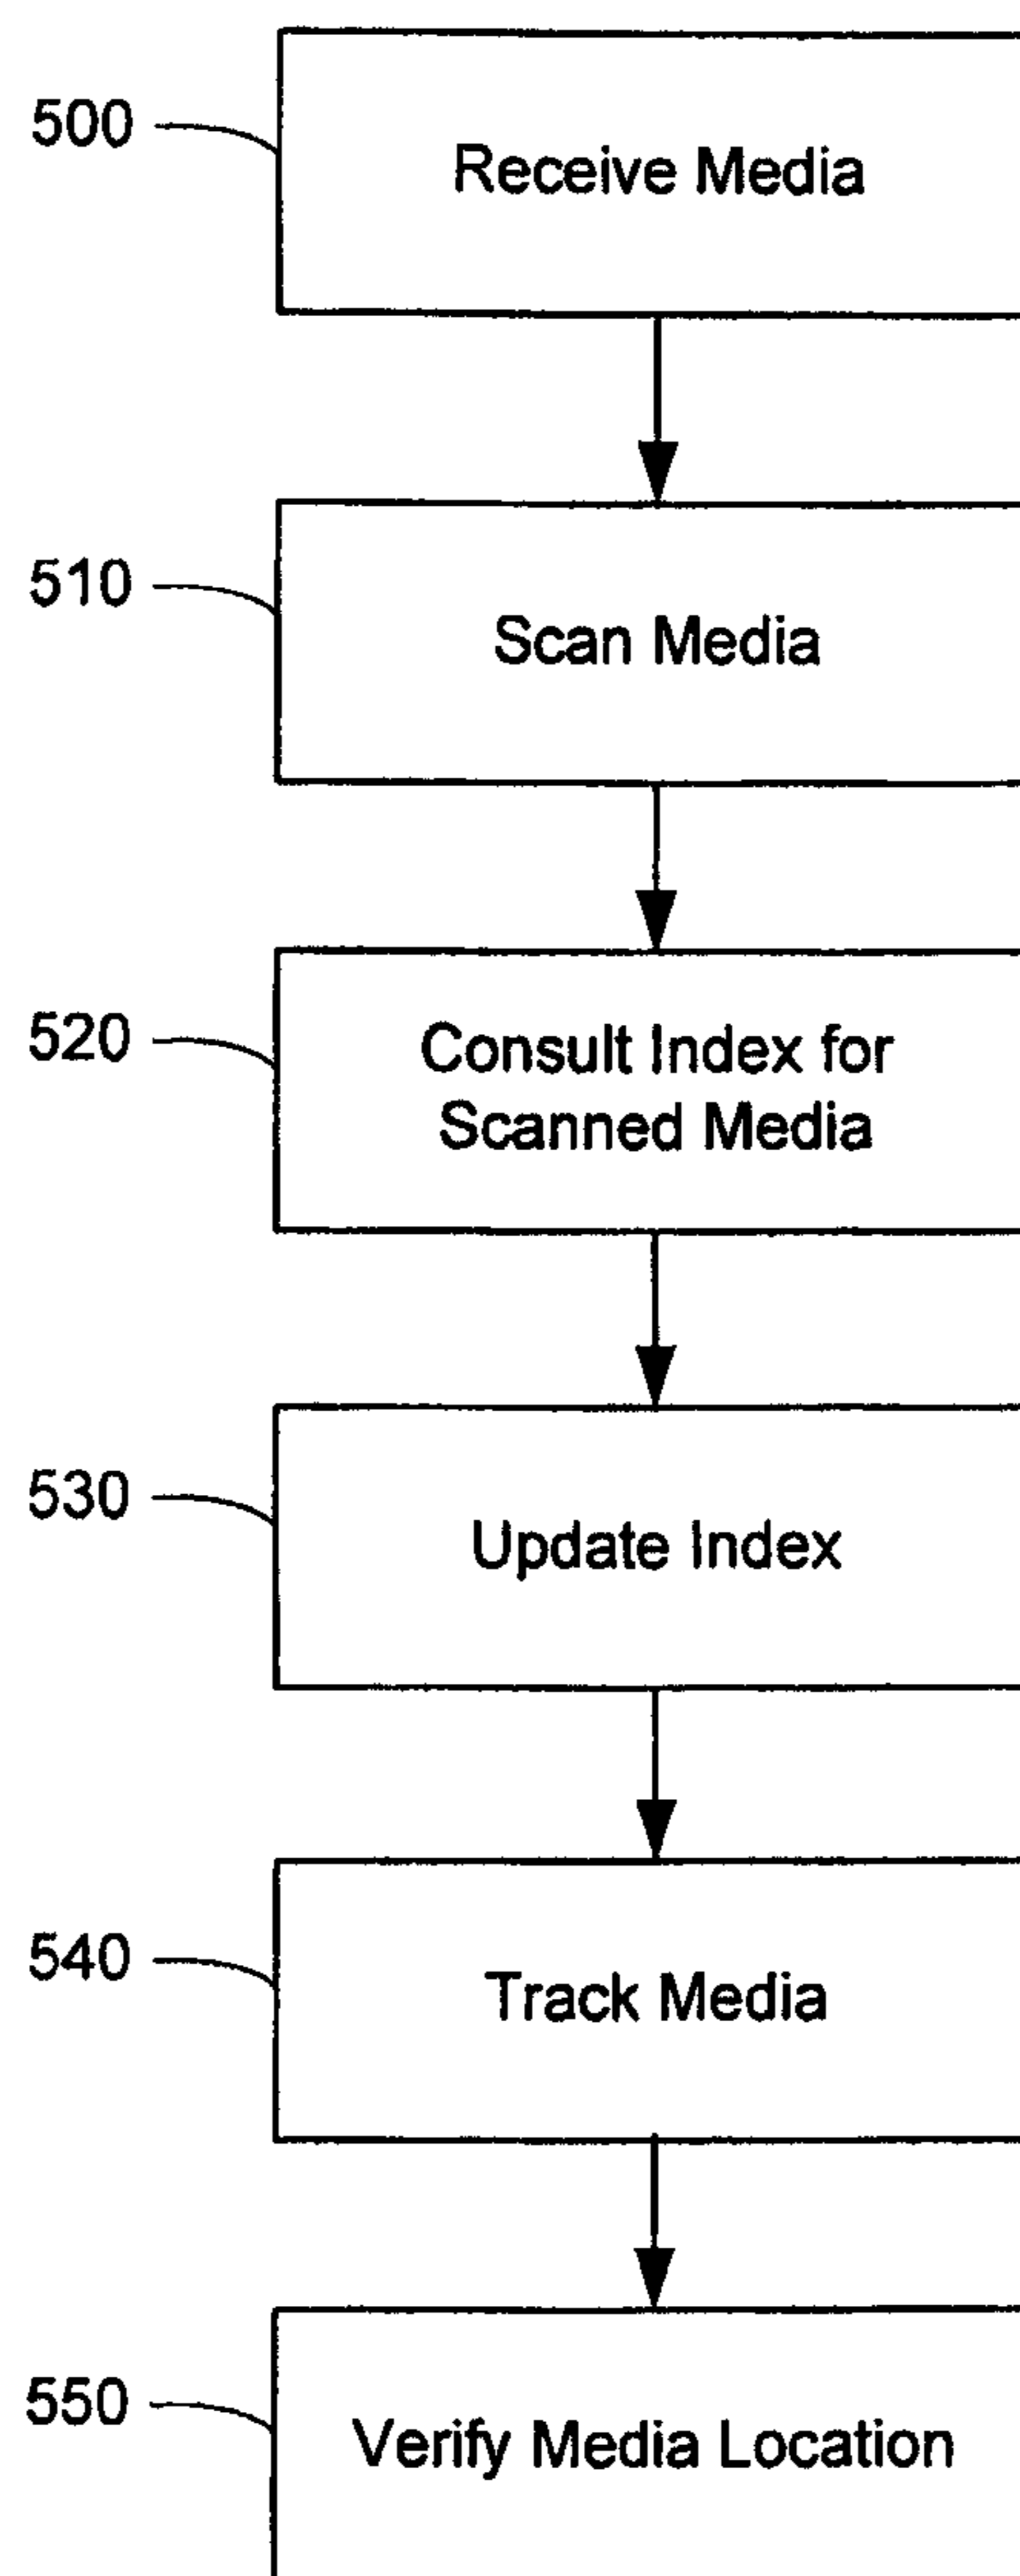 500
Receive Media
510
Scan Media
520
Consult Index for
Scanned Media
530
Update Index
540
Track Media
550
Verify Media Location